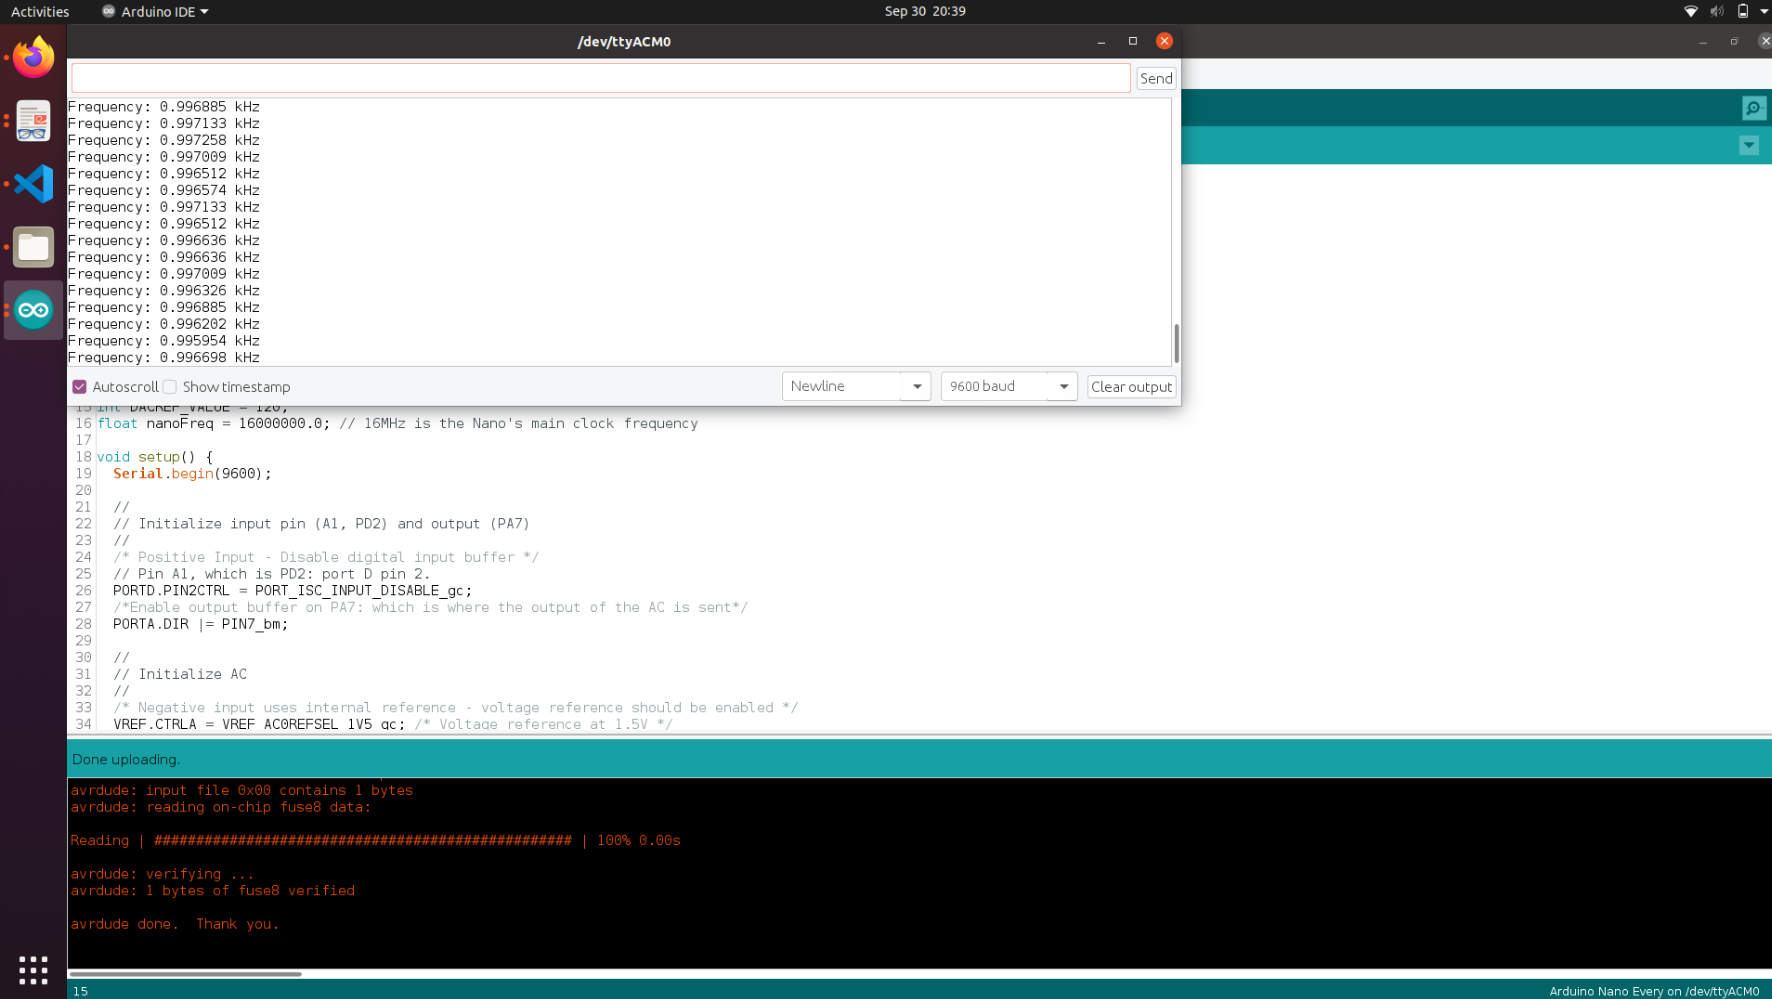 Activities
Arduino IDE
Sep 30 20:39
/dev/ttyACM0
Send
Frequency: 0.996885 kHz
Frequency: 0.997133 kHz
Frequency: 0.997258 kHz
Frequency: 0.997009 kHz
Frequency: 0.996512 kHz
Frequency: 0.996574 kHz
Frequency: 0.997133 kHz
Frequency: 0.996512 kHz
Frequency: 0.996636 kHz
Frequency: 0.996636 kHz
Frequency: 0.997009 kHz
Frequency: 0.996326 kHz
Frequency: 0.996885 kHz
Frequency: 0.996202 kHz
Frequency: 0.995954 kHz
Frequency: 0.996698 kHz
Autoscroll Show timestamp Newline 9600 baud Clear output
15 int DACREF_VALUE = 120;
16 float nanoFreq = 16000000.0; // 16MHz is the Nano's main clock frequency
17
18 void setup() {
19 Serial.begin(9600);
20
21 //
22 // Initialize input pin (A1, PD2) and output (PA7)
23 //
24 /* Positive Input - Disable digital input buffer */
25 // Pin A1, which is PD2: port D pin 2.
26 PORTD.PIN2CTRL = PORT_ISC_INPUT_DISABLE_gc;
27 /*Enable output buffer on PA7: which is where the output of the AC is sent*/
28 PORTA.DIR |= PIN7_bm;
29
30 //
31 // Initialize AC
32 //
33 /* Negative input uses internal reference - voltage reference should be enabled */
34 VREF.CTRLA = VREF_AC0REFSEL_1V5_gc; /* Voltage reference at 1.5V */
Done uploading.
avrdude: input file 0x00 contains 1 bytes
avrdude: reading on-chip fuse8 data:
Reading | ################################################## | 100% 0.00s
avrdude: verifying ...
avrdude: 1 bytes of fuse8 verified
avrdude done.  Thank you.
15
Arduino Nano Every on /dev/ttyACM0